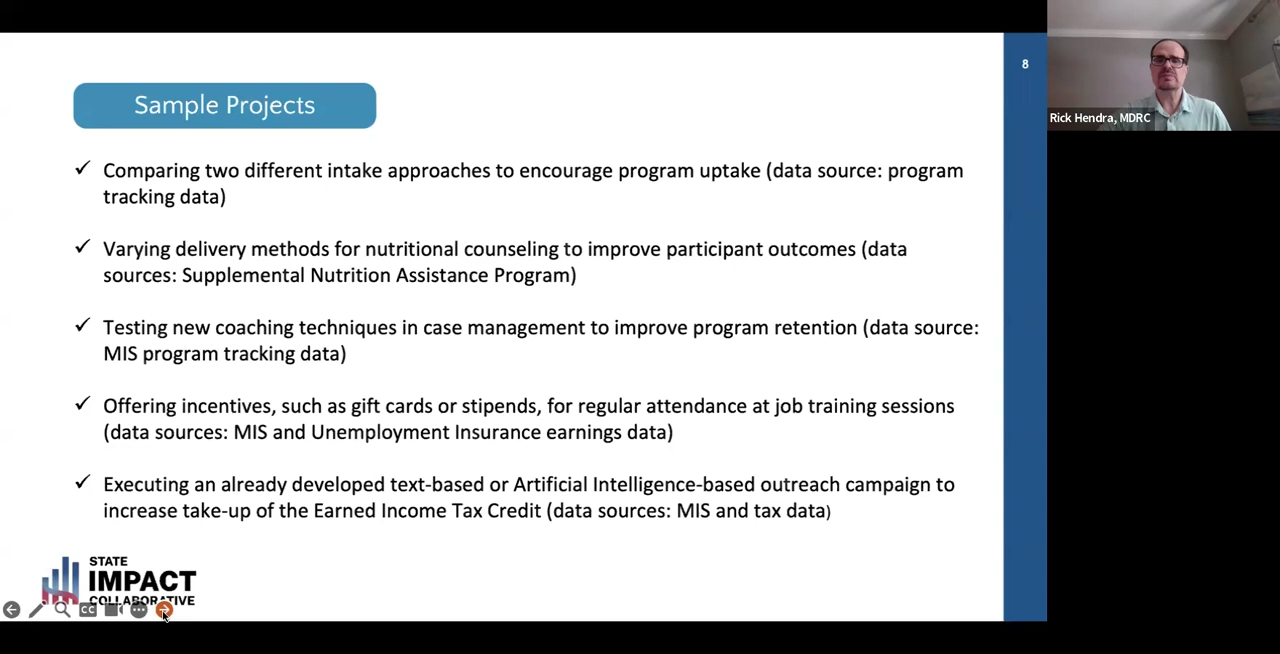 8
Sample Projects
Comparing two different intake approaches to encourage program uptake (data source: program
tracking data)
Varying delivery methods for nutritional counseling to improve participant outcomes (data
sources: Supplemental Nutrition Assistance Program)
Testing new coaching techniques in case management to improve program retention (data source:
MIS program tracking data)
Offering incentives, such as gift cards or stipends, for regular attendance at job training sessions
(data sources: MIS and Unemployment Insurance earnings data)
Executing an already developed text-based or Artificial Intelligence-based outreach campaign to
increase take-up of the Earned Income Tax Credit (data sources: MIS and tax data)
STATE
IMPACT
COLLABORATIVE
CC
Rick Hendra, MDRC